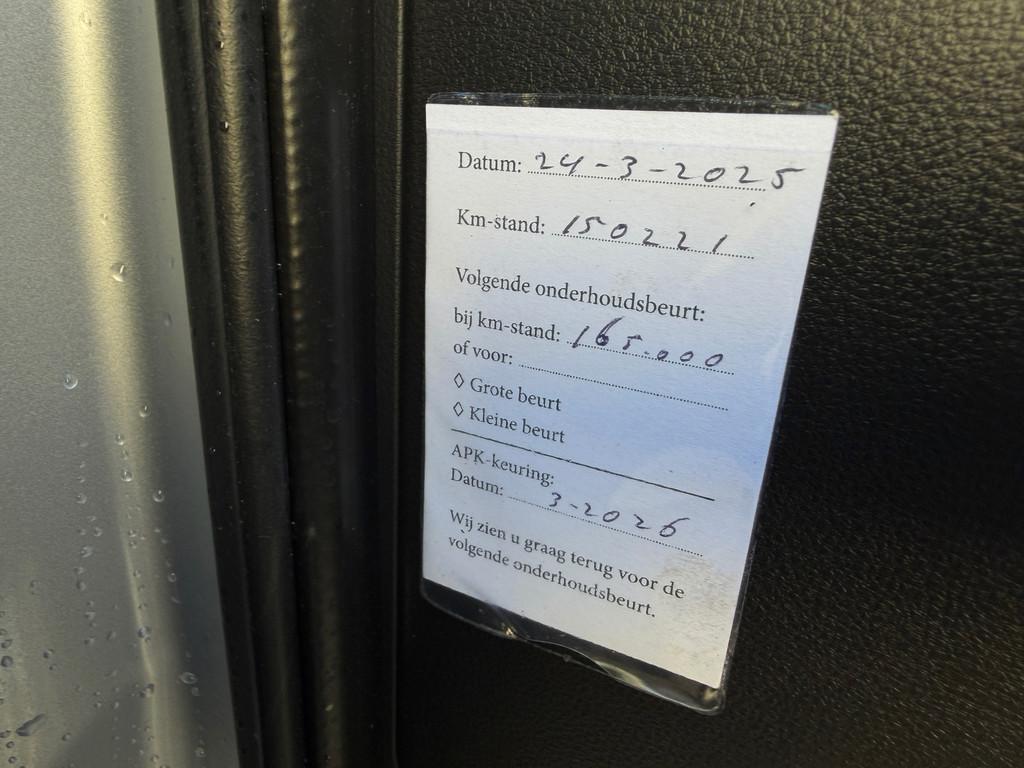 Datum: 24-3-2025
Km-stand: 150221
Volgende onderhoudsbeurt:
bij km-stand: 165.000
of voor:
◊ Grote beurt
◊ Kleine beurt
APK-keuring:
Datum: 3-2026
Wij zien u graag terug voor de
volgende onderhoudsbeurt.